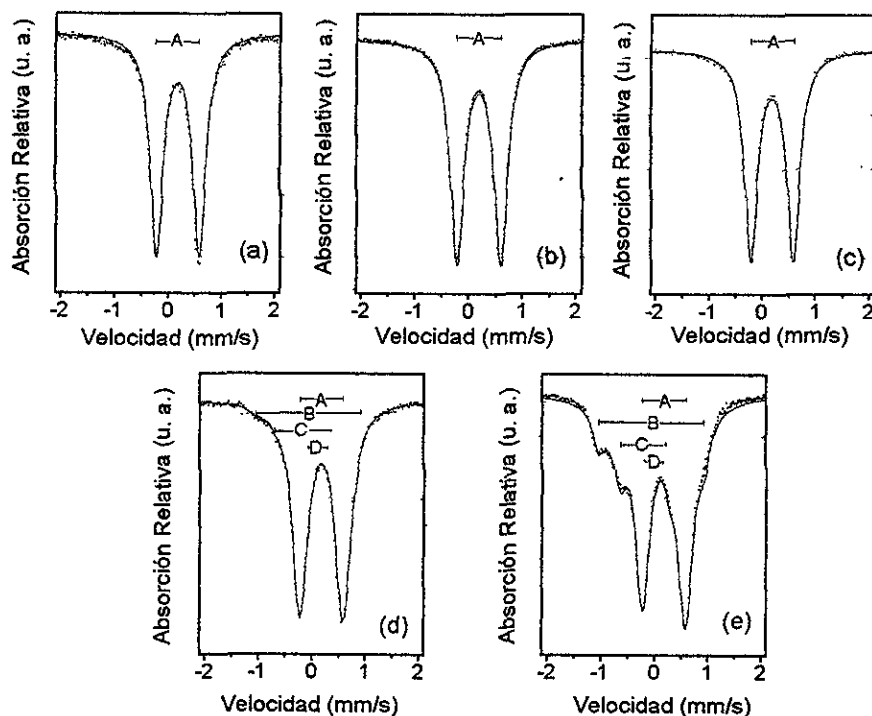 Absorción Relativa (u. a.)
A
(a)
-2 -1 0 1 2
Velocidad (mm/s)
Absorción Relativa (u. a.)
A
(b)
-2 -1 0 1 2
Velocidad (mm/s)
Absorción Relativa (u. a.)
A
(c)
-2 -1 0 1 2
Velocidad (mm/s)
Absorción Relativa (u. a.)
A
B
C
D
(d)
-2 -1 0 1 2
Velocidad (mm/s)
Absorción Relativa (u. a.)
A
B
C
D
(e)
-2 -1 0 1 2
Velocidad (mm/s)